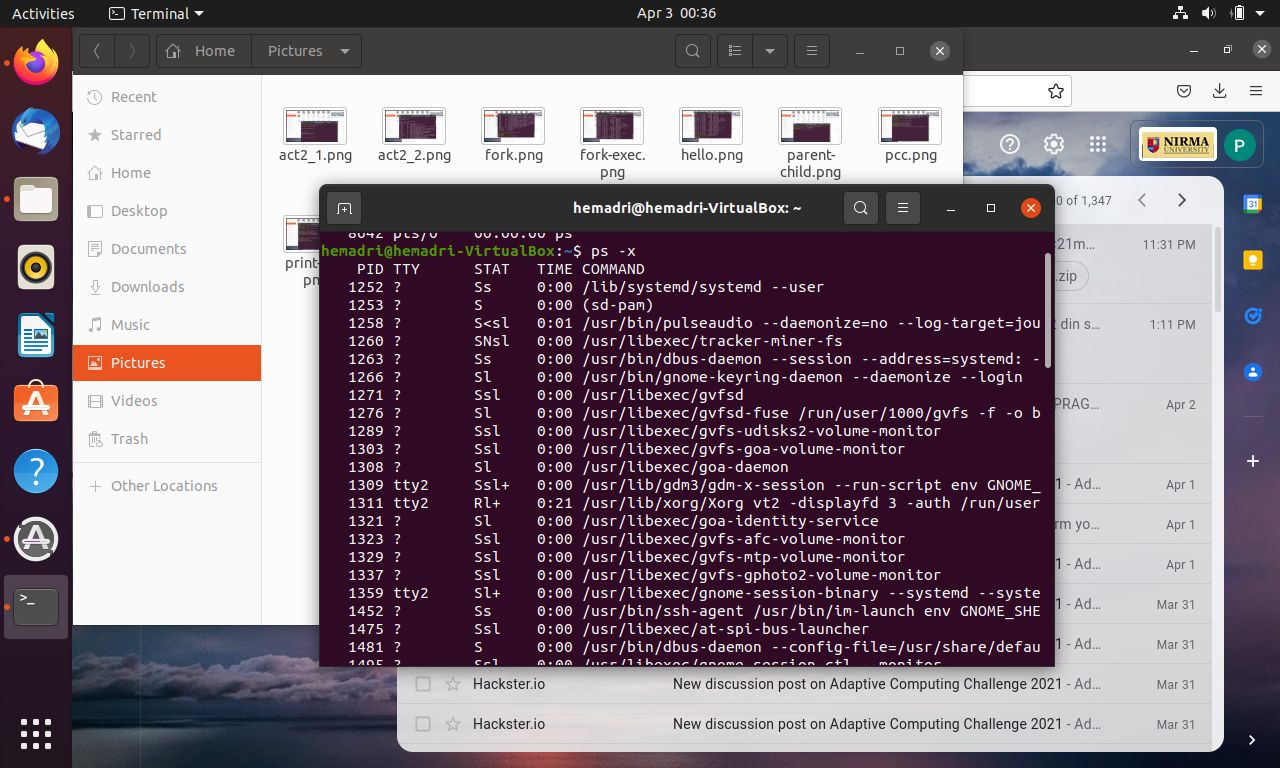 Activities
Terminal
Apr 3 00:36
Home
Pictures
Recent
Starred
Home
Desktop
Documents
Downloads
Music
Pictures
Videos
Trash
Other Locations
act2_1.png
act2_2.png
fork.png
fork-exec.
png
hello.png
parent-
child.png
pcc.png
print-
hemadri@hemadri-VirtualBox: ~
8642 pts/0 00:00:00 ps
hemadri@hemadri-VirtualBox:~$ ps -x
PID TTY STAT TIME COMMAND
1252 ? Ss 0:00 /lib/systemd/systemd --user
1253 ? S 0:00 (sd-pam)
1258 ? S<sl 0:01 /usr/bin/pulseaudio --daemonize=no --log-target=jou
1260 ? SNsl 0:00 /usr/libexec/tracker-miner-fs
1263 ? Ss 0:00 /usr/bin/dbus-daemon --session --address=systemd: -
1266 ? Sl 0:00 /usr/bin/gnome-keyring-daemon --daemonize --login
1271 ? Ssl 0:00 /usr/libexec/gvfsd
1276 ? Sl 0:00 /usr/libexec/gvfsd-fuse /run/user/1000/gvfs -f -o b
1289 ? Ssl 0:00 /usr/libexec/gvfs-udisks2-volume-monitor
1303 ? Ssl 0:00 /usr/libexec/gvfs-goa-volume-monitor
1308 ? Sl 0:00 /usr/libexec/goa-daemon
1309 tty2 Ssl+ 0:00 /usr/lib/gdm3/gdm-x-session --run-script env GNOME_
1311 tty2 Rl+ 0:21 /usr/lib/xorg/Xorg vt2 -displayfd 3 -auth /run/user
1321 ? Sl 0:00 /usr/libexec/goa-identity-service
1323 ? Ssl 0:00 /usr/libexec/gvfs-afc-volume-monitor
1329 ? Ssl 0:00 /usr/libexec/gvfs-mtp-volume-monitor
1337 ? Ssl 0:00 /usr/libexec/gvfs-gphoto2-volume-monitor
1359 tty2 Sl+ 0:00 /usr/libexec/gnome-session-binary --systemd --syste
1452 ? Ss 0:00 /usr/bin/ssh-agent /usr/bin/im-launch env GNOME_SHE
1475 ? Ssl 0:00 /usr/libexec/at-spi-bus-launcher
1481 ? S 0:00 /usr/bin/dbus-daemon --config-file=/usr/share/defau
1495 ? Ssl 0:00 /usr/libexec/gnome-session-ctl --monitor
NIRMA
UNIVERSITY
P
0 of 1,347
:21m... 11:31 PM
.zip
din s... 1:11 PM
PRAG... Apr 2
1 - Ad... Apr 1
rm yo... Apr 1
1 - Ad... Apr 1
1 - Ad... Mar 31
1 - Ad... Mar 31
Hackster.io New discussion post on Adaptive Computing Challenge 2021 - Ad... Mar 31
Hackster.io New discussion post on Adaptive Computing Challenge 2021 - Ad... Mar 31
31